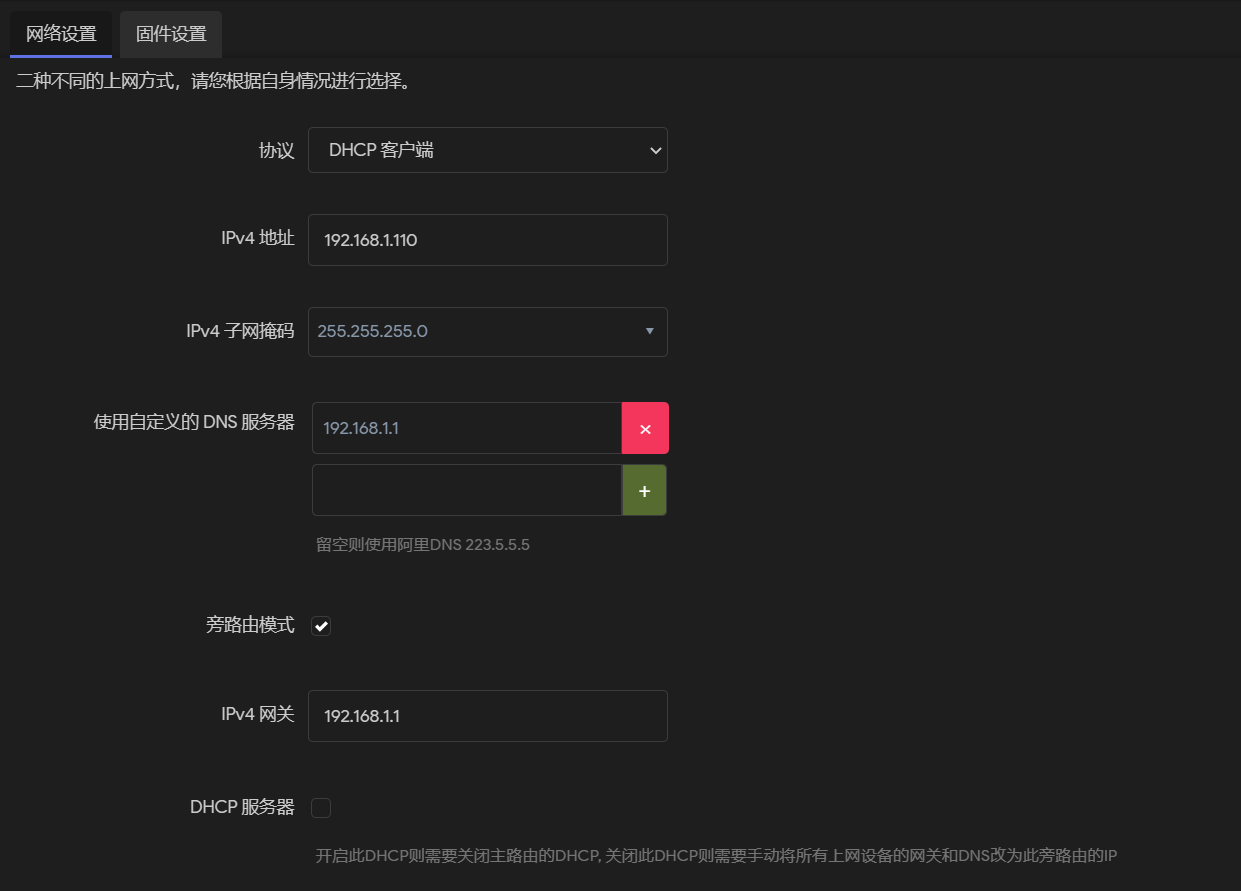 网络设置 固件设置
二种不同的上网方式，请您根据自身情况进行选择。
协议 DHCP 客户端
IPv4 地址 192.168.1.110
IPv4 子网掩码 255.255.255.0
使用自定义的 DNS 服务器 192.168.1.1 ×
+
留空则使用阿里DNS 223.5.5.5
旁路由模式
IPv4 网关 192.168.1.1
DHCP 服务器
开启此DHCP则需要关闭主路由的DHCP, 关闭此DHCP则需要手动将所有上网设备的网关和DNS改为此旁路由的IP